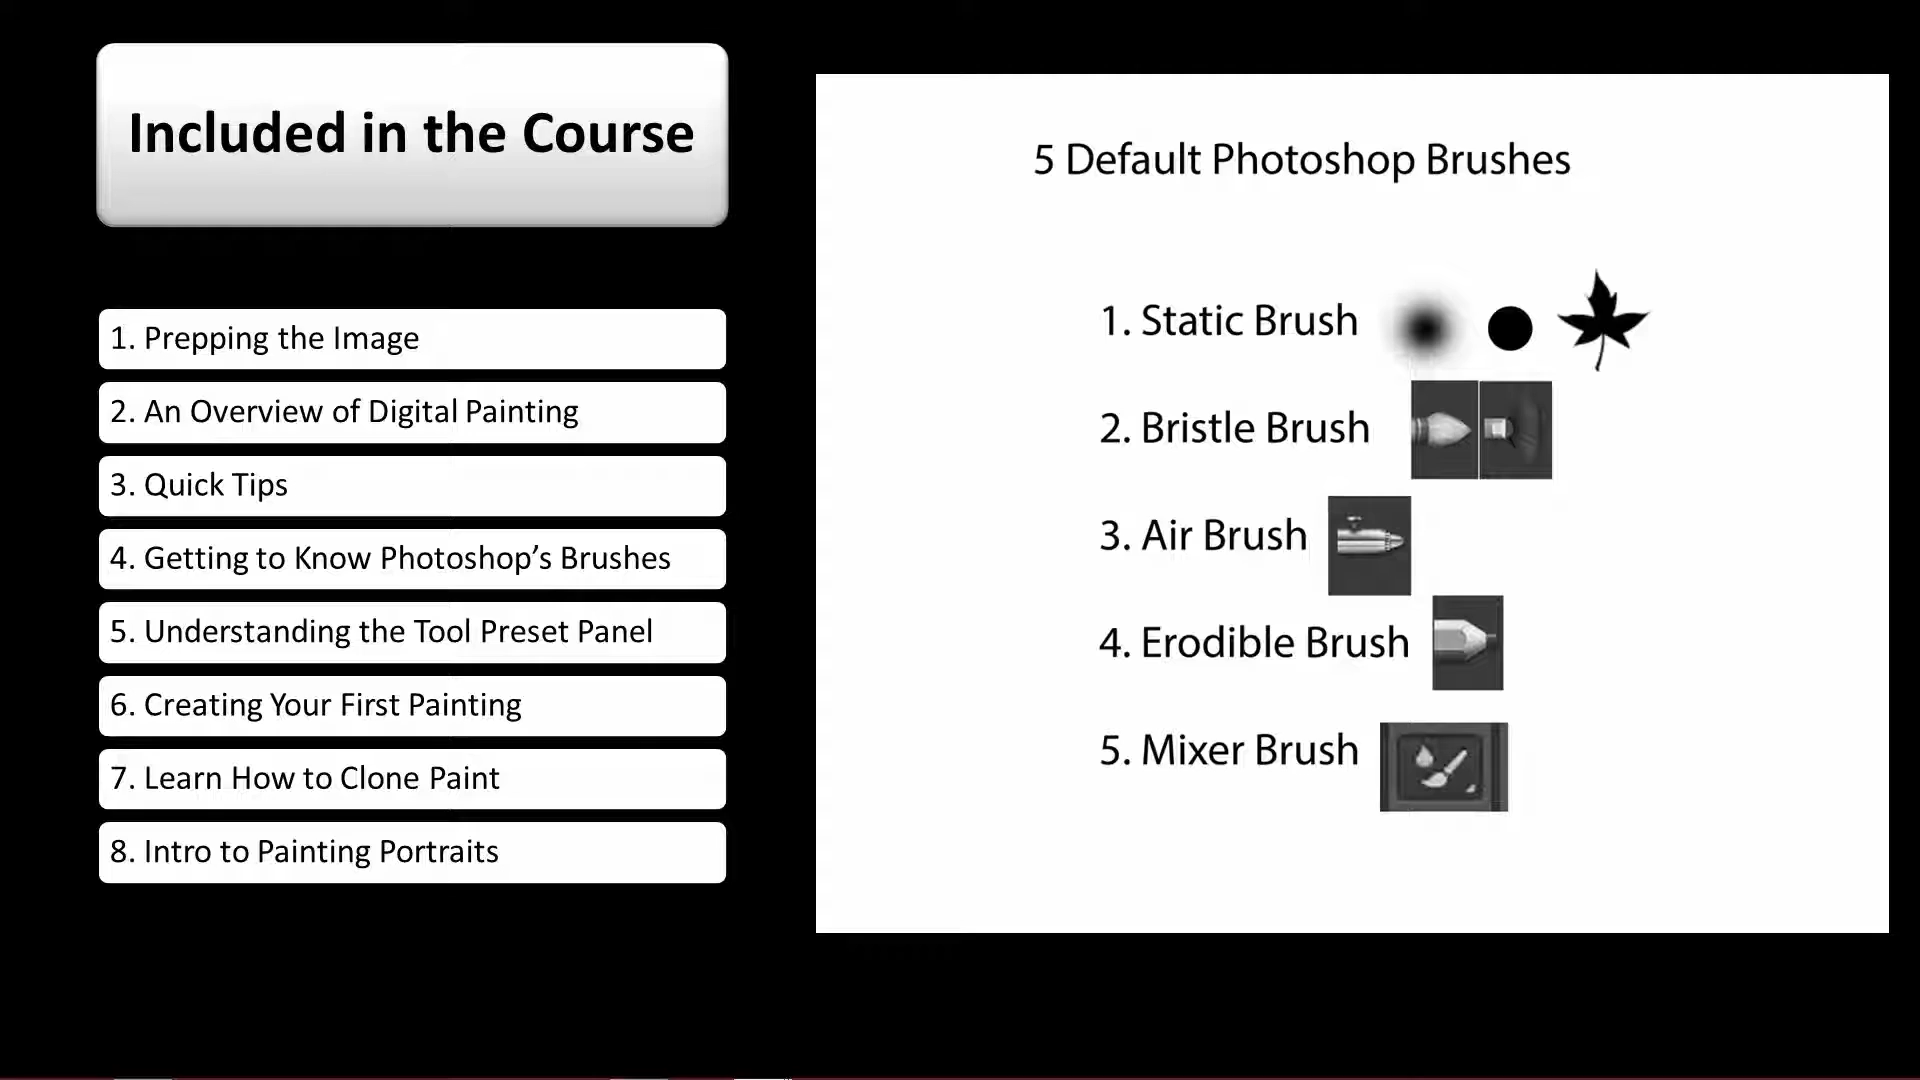 Included in the Course
1. Prepping the Image
2. An Overview of Digital Painting
3. Quick Tips
4. Getting to Know Photoshop’s Brushes
5. Understanding the Tool Preset Panel
6. Creating Your First Painting
7. Learn How to Clone Paint
8. Intro to Painting Portraits
5 Default Photoshop Brushes
1. Static Brush
2. Bristle Brush
3. Air Brush
4. Erodible Brush
5. Mixer Brush